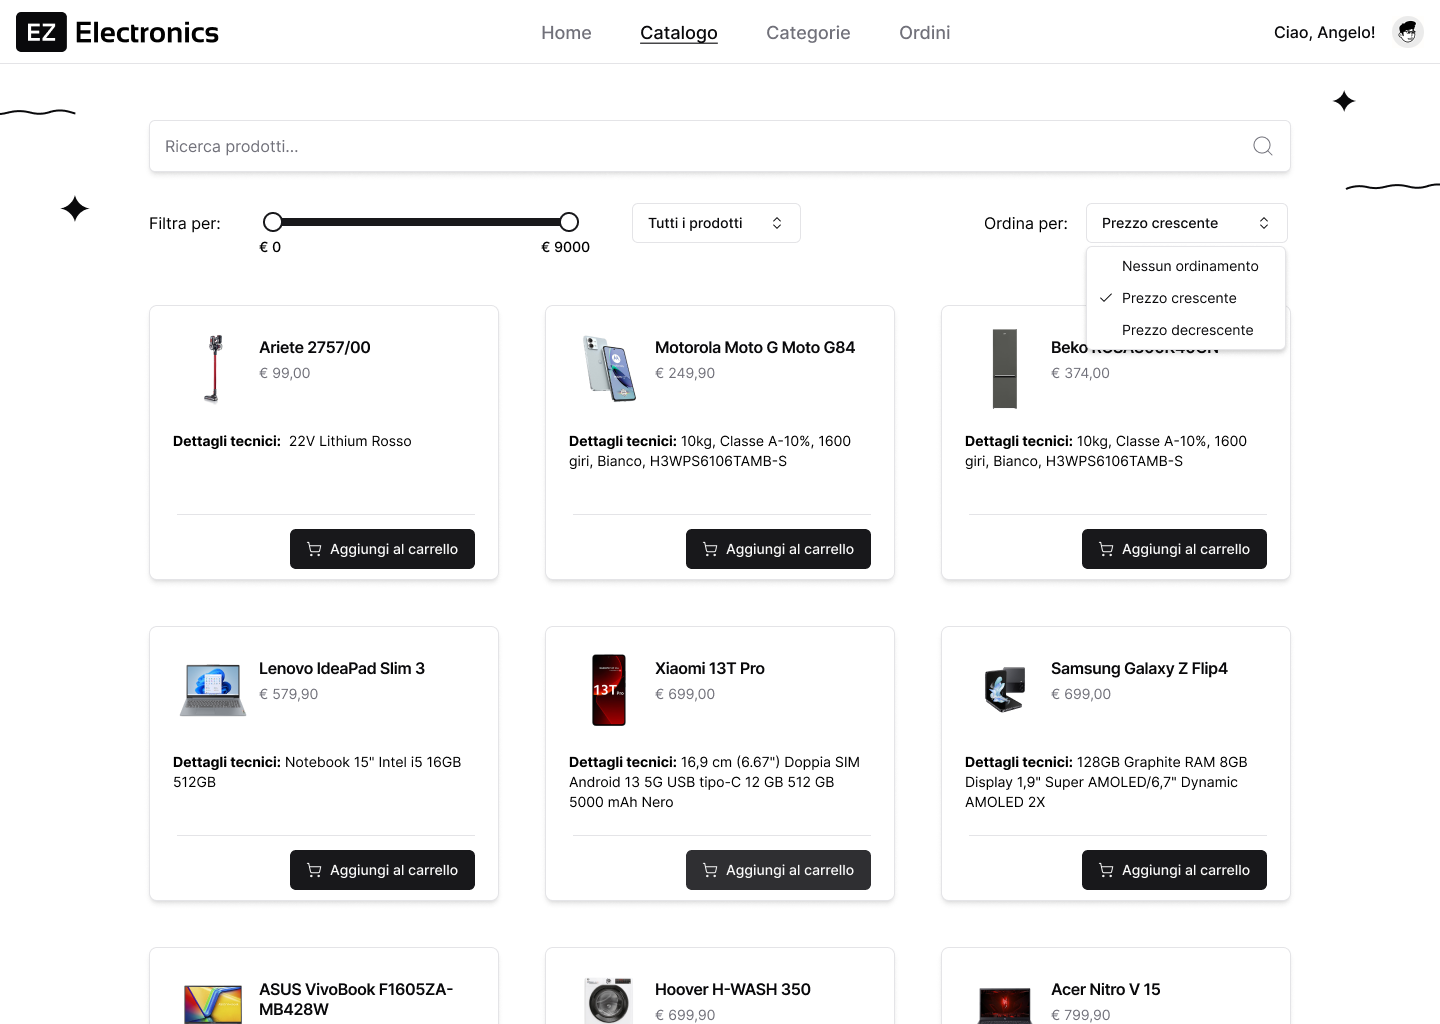 EZ Electronics
Home
Catalogo
Categorie
Ordini
Ciao, Angelo!
Ricerca prodotti...
Filtra per:
€ 0
€ 9000
Tutti i prodotti
Ordina per:
Prezzo crescente
Nessun ordinamento
Prezzo crescente
Prezzo decrescente
Ariete 2757/00
€ 99,00
Dettagli tecnici: 22V Lithium Rosso
Aggiungi al carrello
Motorola Moto G Moto G84
€ 249,90
Dettagli tecnici: 10kg, Classe A-10%, 1600
giri, Bianco, H3WPS6106TAMB-S
Aggiungi al carrello
Beko
€ 374,00
Dettagli tecnici: 10kg, Classe A-10%, 1600
giri, Bianco, H3WPS6106TAMB-S
Aggiungi al carrello
Lenovo IdeaPad Slim 3
€ 579,90
Dettagli tecnici: Notebook 15" Intel i5 16GB
512GB
Aggiungi al carrello
13T Pro
Xiaomi 13T Pro
€ 699,00
Dettagli tecnici: 16,9 cm (6.67") Doppia SIM
Android 13 5G USB tipo-C 12 GB 512 GB
5000 mAh Nero
Aggiungi al carrello
Samsung Galaxy Z Flip4
€ 699,00
Dettagli tecnici: 128GB Graphite RAM 8GB
Display 1,9" Super AMOLED/6,7" Dynamic
AMOLED 2X
Aggiungi al carrello
ASUS VivoBook F1605ZA-
MB428W
Hoover H-WASH 350
€ 699,90
Acer Nitro V 15
€ 799,90